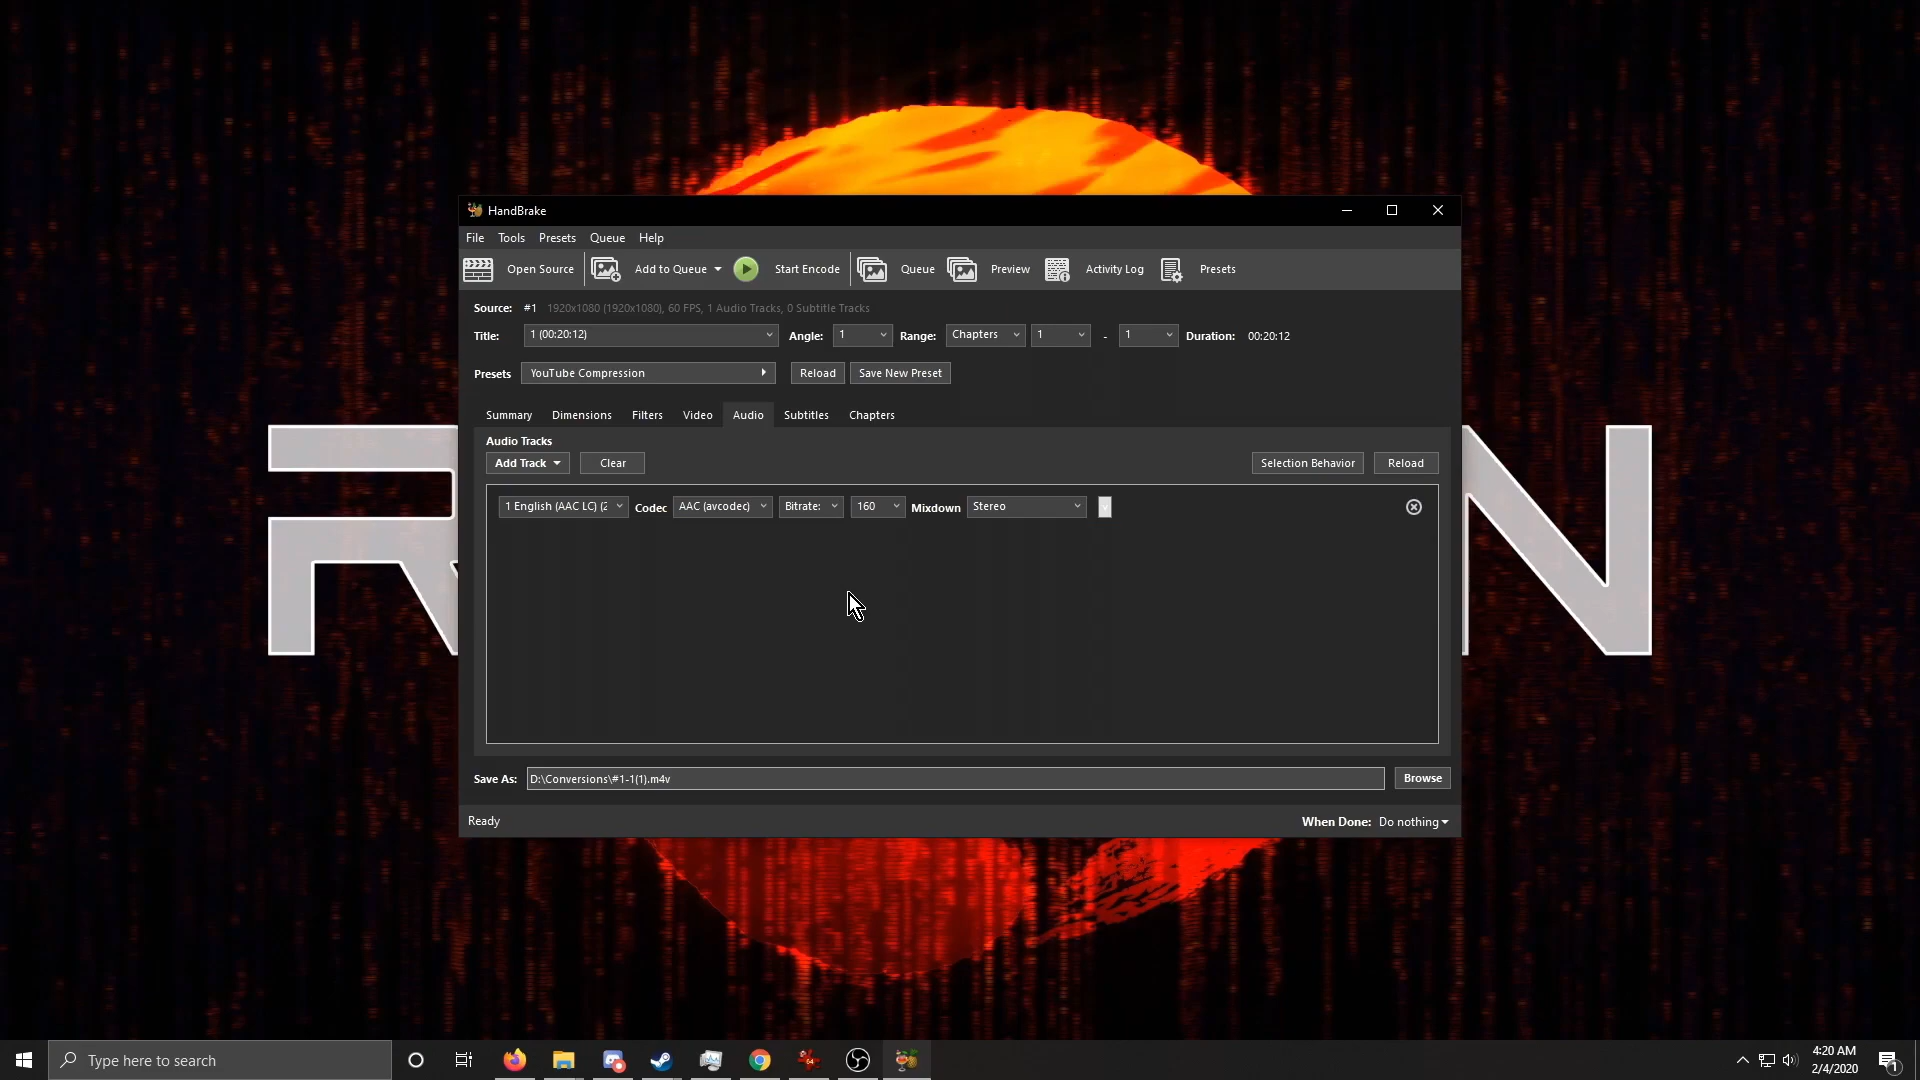 HandBrake
File Tools Presets Queue Help
Open Source Add to Queue Start Encode Queue Preview Activity Log Presets
Source: #1 1920x1080 (1920x1080), 60 FPS, 1 Audio Tracks, 0 Subtitle Tracks
Title: 1 (00:20:12) Angle: 1 Range: Chapters 1 - 1 Duration: 00:20:12
Presets YouTube Compression Reload Save New Preset
Summary Dimensions Filters Video Audio Subtitles Chapters
Audio Tracks
Add Track Clear Selection Behavior Reload
1 English (AAC LC) (2 Codec AAC (avcodec) Bitrate: 160 Mixdown Stereo
R N
Save As: D:\Conversions\#1-1(1).m4v Browse
Ready When Done: Do nothing
Type here to search
64
4:20 AM
2/4/2020
1